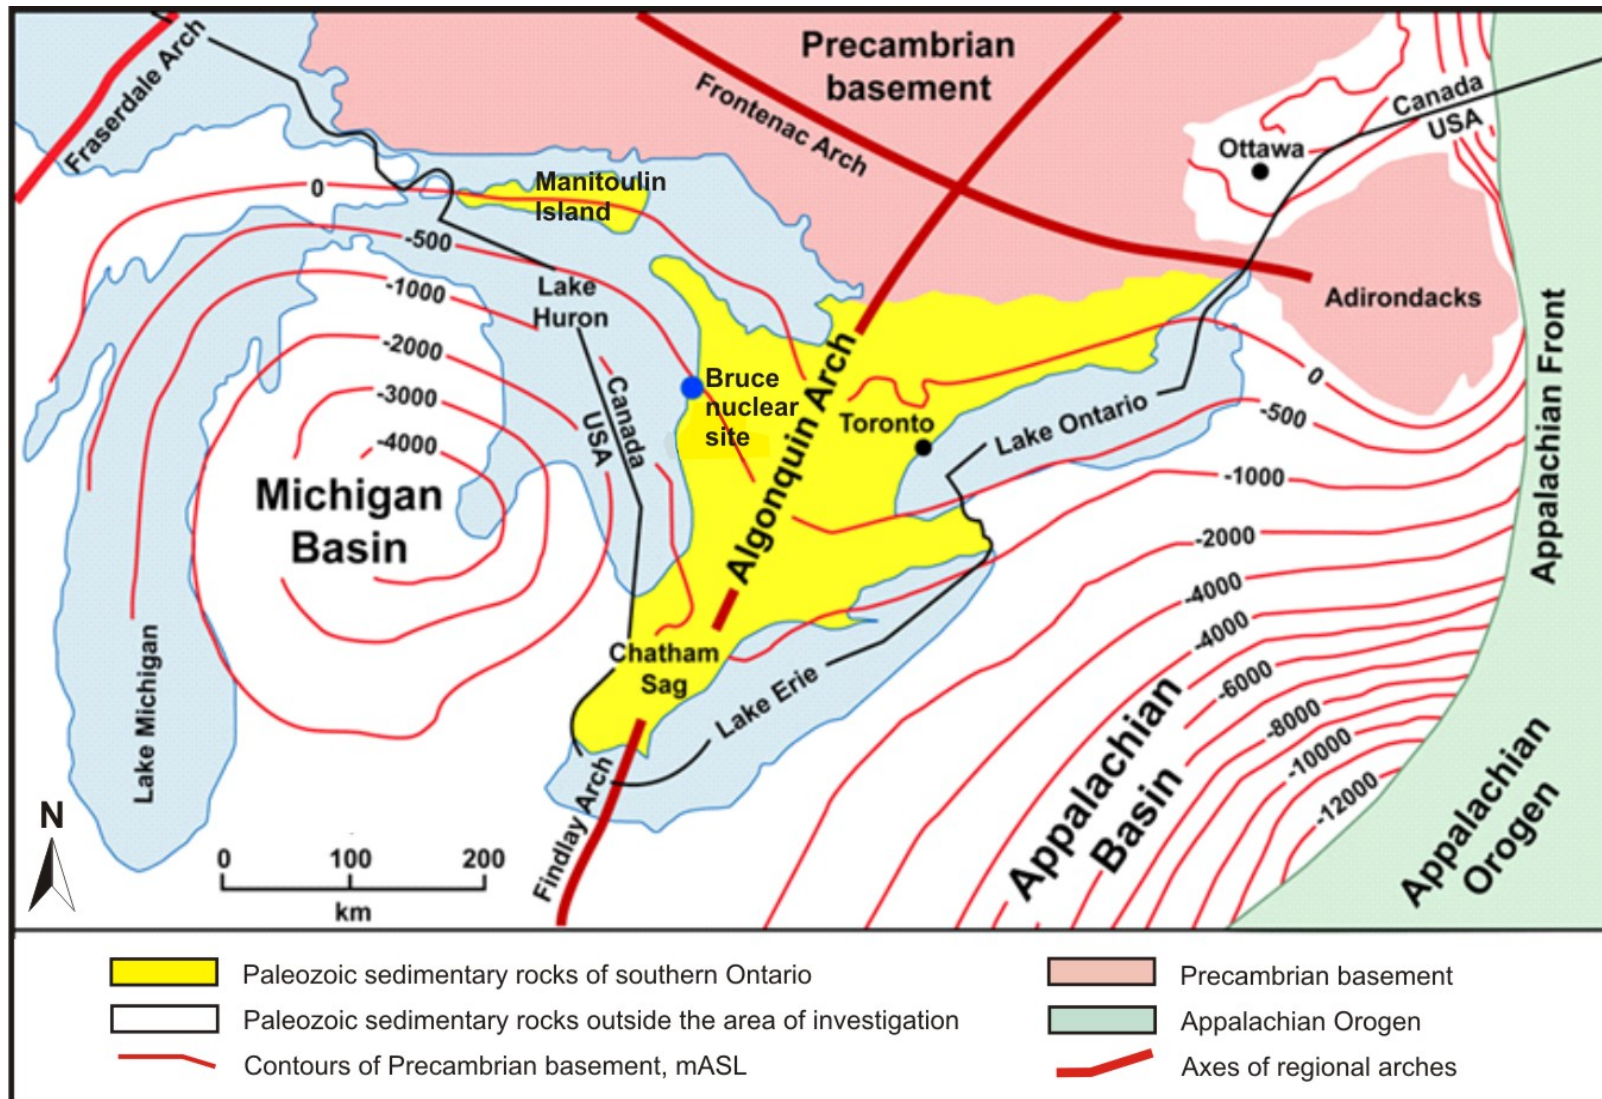 Fraserdale Arch
Precambrian
basement
Frontenac Arch
Canada
USA
Ottawa
Manitoulin
Island
0
-500
-1000
-2000
-3000
-4000
Lake
Huron
Adirondacks
Bruce
nuclear
site
Canada
USA
Algonquin Arch
Toronto
Lake Ontario
0
-500
-1000
-2000
-4000
-4000
-6000
-8000
-10000
-12000
Appalachian Front
Michigan
Basin
Chatham
Sag
Lake Erie
Lake Michigan
Findlay Arch
Appalachian
Basin
Appalachian
Orogen
N
0 100 200
km
Paleozoic sedimentary rocks of southern Ontario
Paleozoic sedimentary rocks outside the area of investigation
Contours of Precambrian basement, mASL
Precambrian basement
Appalachian Orogen
Axes of regional arches